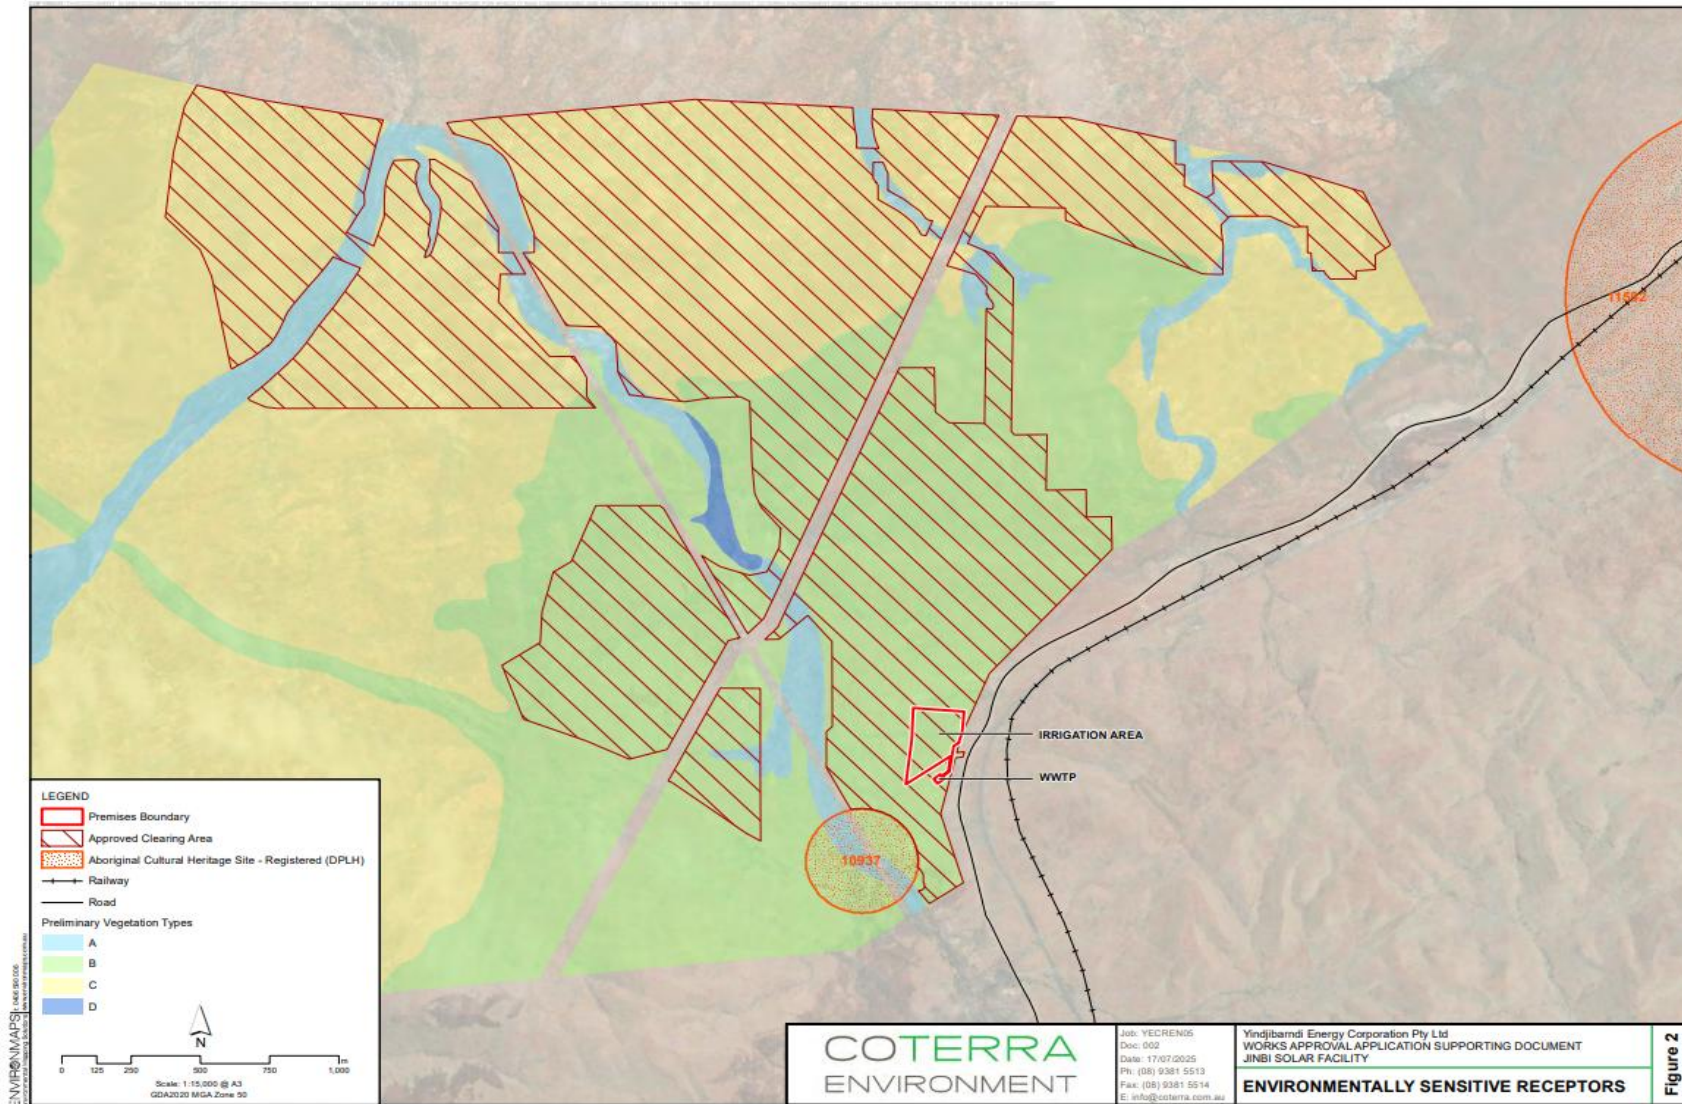 11582
IRRIGATION AREA
WWTP
10937
LEGEND
Premises Boundary
Approved Clearing Area
Aboriginal Cultural Heritage Site - Registered (DPLH)
Railway
Road
Preliminary Vegetation Types
A
B
C
D
N
m
0 125 250 500 750 1,000
Scale: 1:15,000 @ A3
GDA2020 MGA Zone 50
ENVIRONMAPS
COTERRA
ENVIRONMENT
Job: YECREN05
Doc: 002
Date: 17/07/2025
Ph: (08) 9381 5513
Fax: (08) 9381 5514
E: info@coterra.com.au
Yindjibarndi Energy Corporation Pty Ltd
WORKS APPROVAL APPLICATION SUPPORTING DOCUMENT
JINBI SOLAR FACILITY
ENVIRONMENTALLY SENSITIVE RECEPTORS
Figure 2